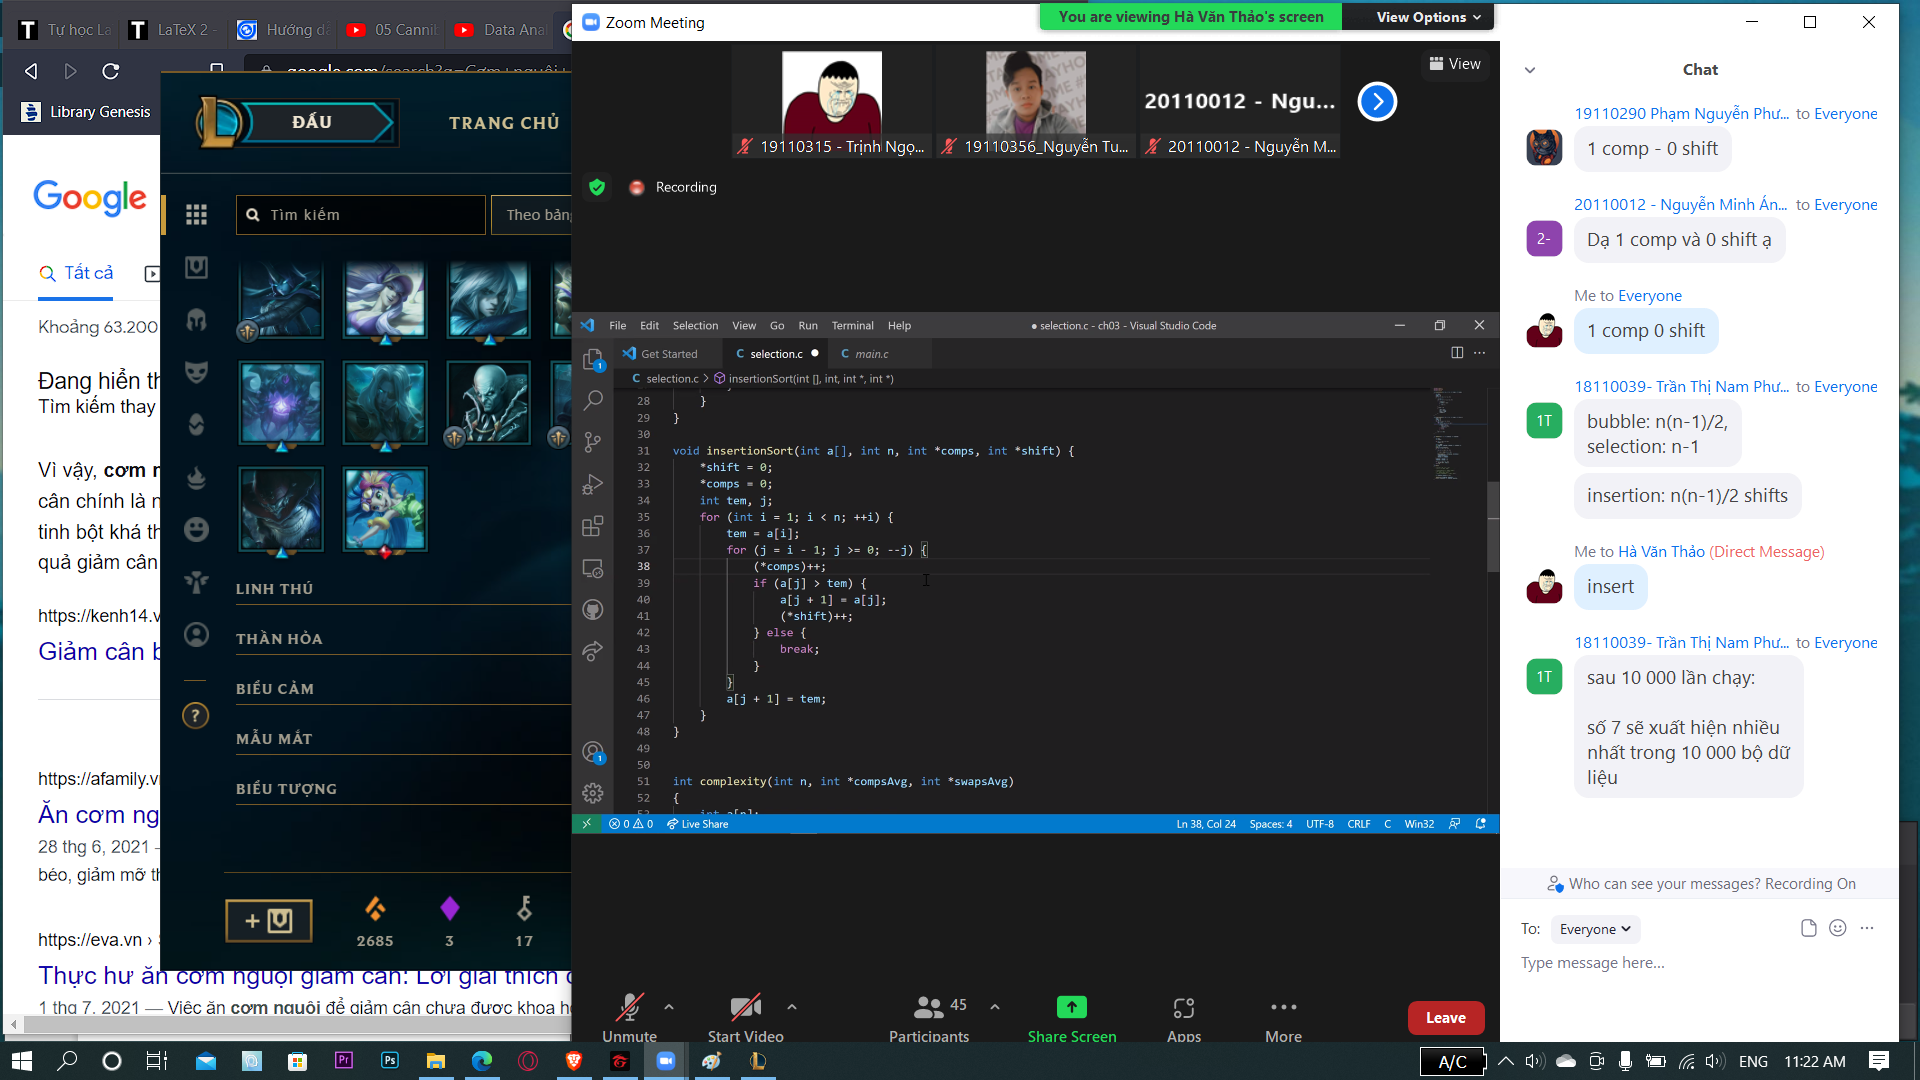 Tự học La
LaTeX 2 -
Hướng dẫ
05 Cannib
Data Anal
google.com/search?q=Cơm+nguội+
Library Genesis
Google
Tất cả
Khoảng 63.200
Đang hiển th
Tìm kiếm thay
Vì vậy, cơm n
cân chính là n
tinh bột khá th
quả giảm cân
https://kenh14.v
Giảm cân b
https://afamily.v
Ăn cơm ng
28 thg 6, 2021 -
béo, giảm mỡ th
https://eva.vn ›
Thực hư ăn cơm nguội giảm cân: Lời giải thích
1 thg 7, 2021 — Việc ăn cơm nguội để giảm cân chưa được khoa h
ĐẤU
TRANG CHỦ
Tìm kiếm
Theo bảng
LINH THÚ
THẦN HỎA
BIỂU CẢM
MẪU MẮT
BIỂU TƯỢNG
?
+
2685
3
17
Zoom Meeting
You are viewing Hà Văn Thảo's screen
View Options
View
20110012 - Ngu...
19110315 - Trịnh Ngọ...
19110356_Nguyễn Tu...
20110012 - Nguyễn M...
Recording
File Edit Selection View Go Run Terminal Help
● selection.c - ch03 - Visual Studio Code
Get Started
C selection.c
C main.c
C selection.c > insertionSort(int [], int, int *, int *)
28 }
29 }
30
31 void insertionSort(int a[], int n, int *comps, int *shift) {
32 *shift = 0;
33 *comps = 0;
34 int tem, j;
35 for (int i = 1; i < n; ++i) {
36 tem = a[i];
37 for (j = i - 1; j >= 0; --j) {
38 (*comps)++;
39 if (a[j] > tem) {
40 a[j + 1] = a[j];
41 (*shift)++;
42 } else {
43 break;
44 }
45 }
46 a[j + 1] = tem;
47 }
48 }
49
50
51 int complexity(int n, int *compsAvg, int *swapsAvg)
52 {
53 int a[n];
0 0 Live Share
Ln 38, Col 24 Spaces: 4 UTF-8 CRLF C Win32
Unmute
Start Video
45
Participants
Share Screen
Apps
More
Leave
Chat
19110290 Phạm Nguyễn Phư... to Everyone
1 comp - 0 shift
20110012 - Nguyễn Minh Án... to Everyone
2-
Dạ 1 comp và 0 shift ạ
Me to Everyone
1 comp 0 shift
18110039- Trần Thị Nam Phư... to Everyone
1T
bubble: n(n-1)/2,
selection: n-1
insertion: n(n-1)/2 shifts
Me to Hà Văn Thảo (Direct Message)
insert
18110039- Trần Thị Nam Phư... to Everyone
1T
sau 10 000 lần chạy:
số 7 sẽ xuất hiện nhiều
nhất trong 10 000 bộ dữ
liệu
Who can see your messages? Recording On
To: Everyone
Type message here...
Pr
Ps
A/C
ENG
11:22 AM